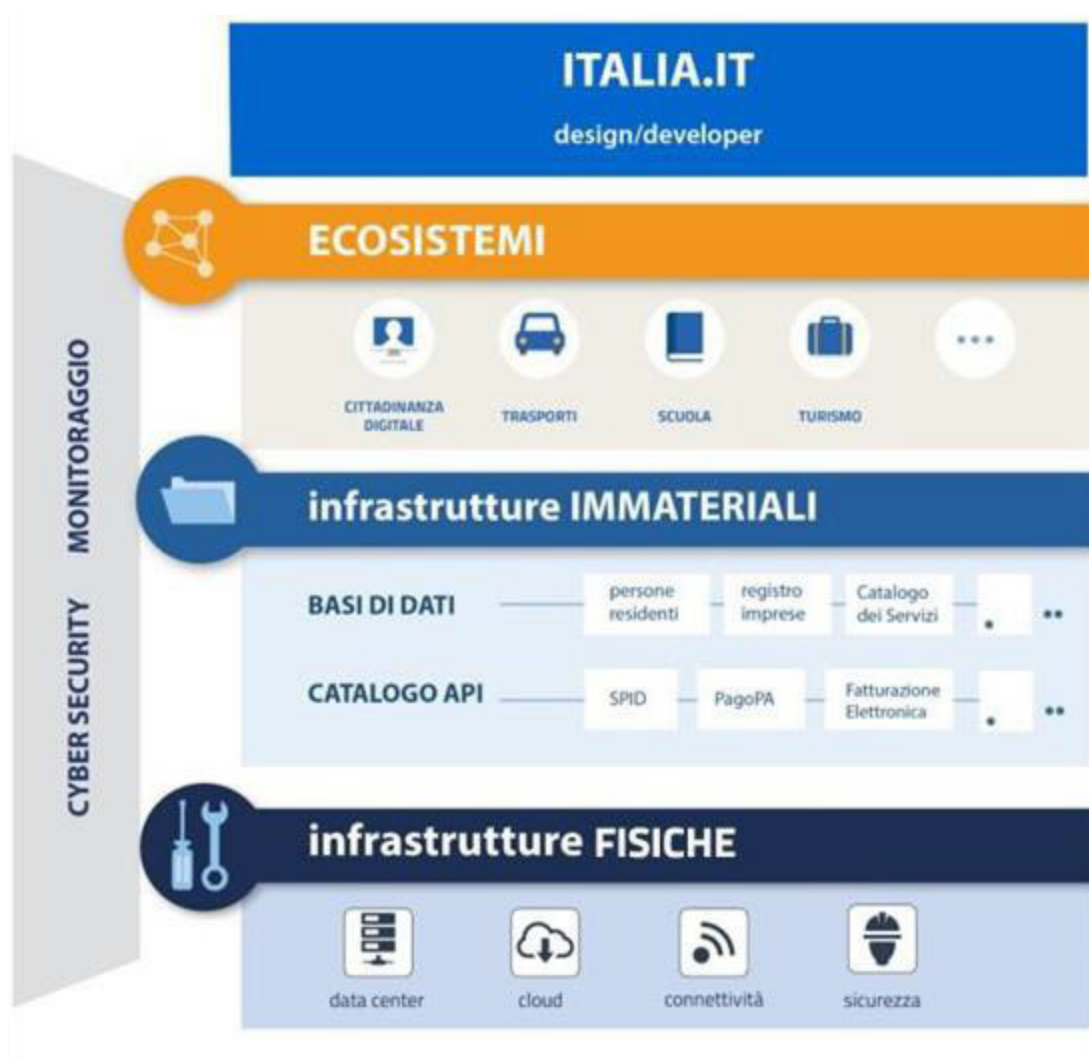 ITALIA.IT
design/developer
ECOSISTEMI
CITTADINANZA
DIGITALE
TRASPORTI
SCUOLA
TURISMO
infrastrutture IMMATERIALI
BASI DI DATI
persone
residenti
registro
imprese
Catalogo
dei Servizi
CATALOGO API
SPID
PagoPA
Fatturazione
Elettronica
infrastrutture FISICHE
data center
cloud
connettività
sicurezza
CYBER SECURITY MONITORAGGIO